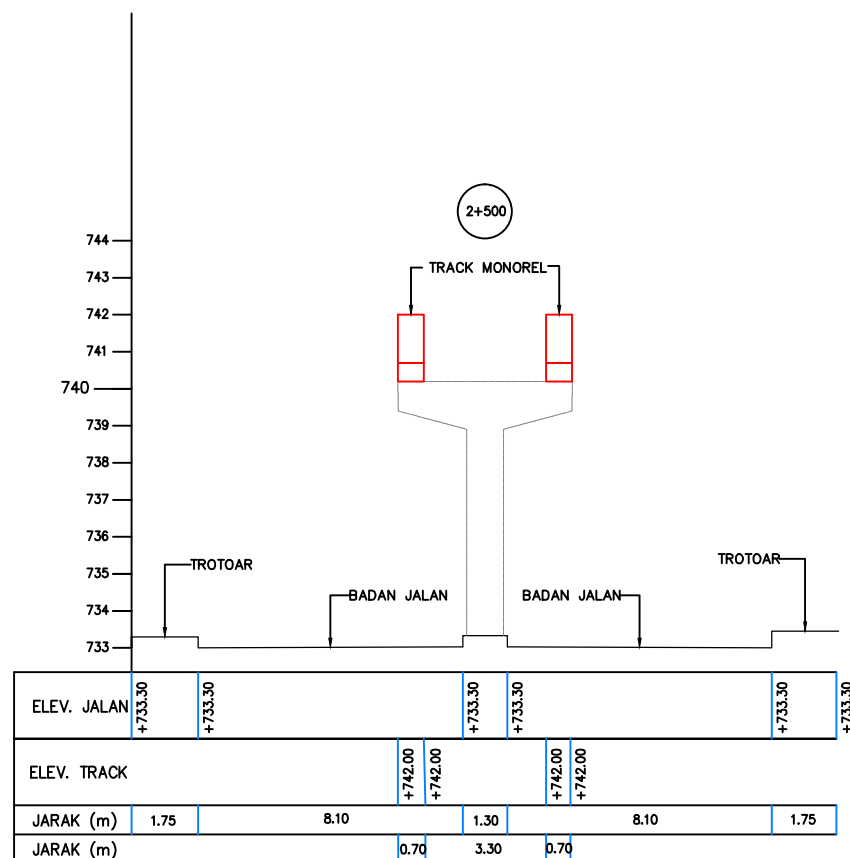 2+500
744
TRACK MONOREL
743
742
741
740
739
738
737
736
TROTOAR
TROTOAR
735
BADAN JALAN
BADAN JALAN
734
733
ELEV. JALAN
+733.30
+733.30
+733.30
+733.30
+733.30
+733.30
ELEV. TRACK
+742.00
+742.00
+742.00
+742.00
JARAK (m) 1.75 8.10 1.30 8.10 1.75
JARAK (m) 0.70 3.30 0.70